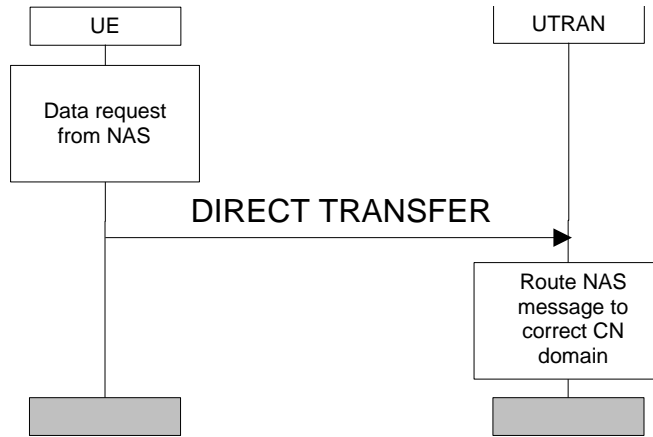 UE
UTRAN
Data request
from NAS
DIRECT TRANSFER
Route NAS
message to
correct CN
domain